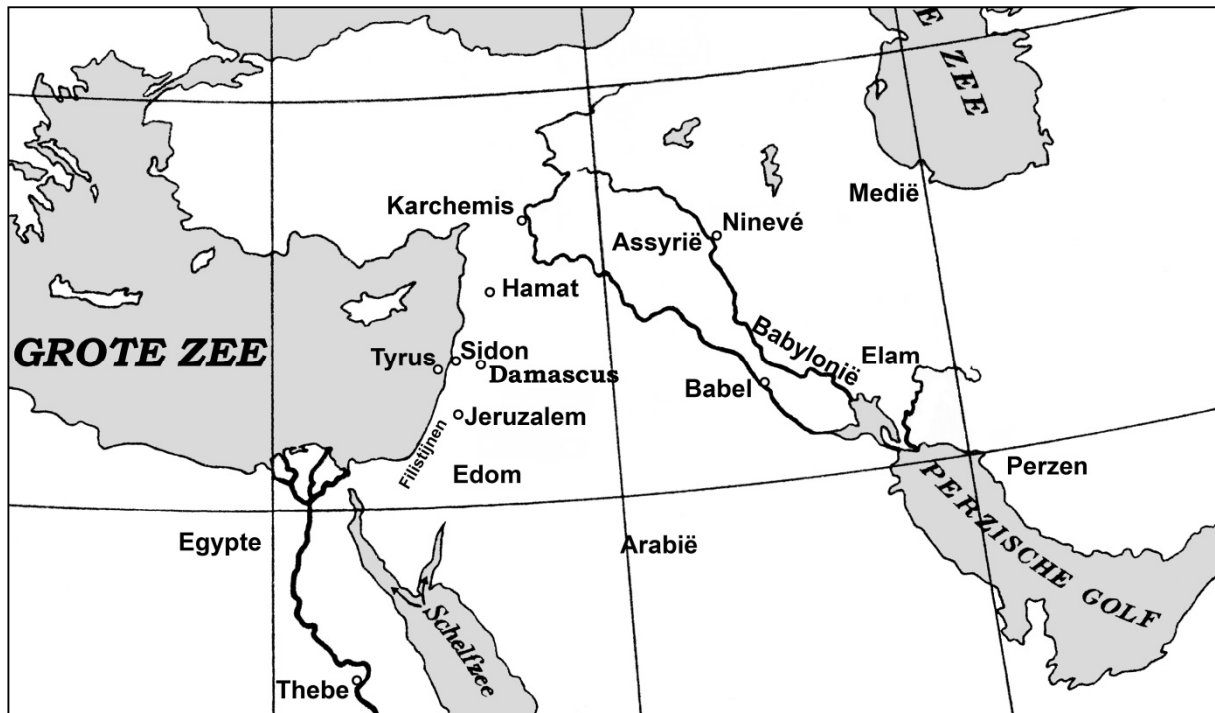 E ZEE
Karchemis
Medië
Ninevé
Assyrië
Hamat
GROTE ZEE
Tyrus
Sidon
Damascus
Babylonië
Elam
Babel
Jeruzalem
Filistijnen
Edom
Perzen
PERZISCHE GOLF
Egypte
Arabië
Schelfzee
Thebe